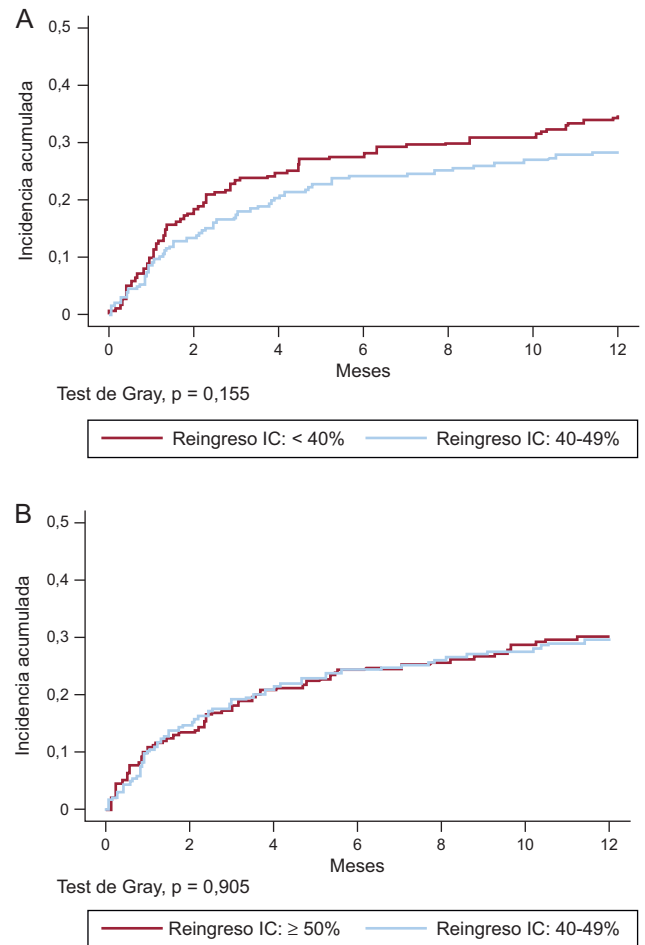 A
0,5
0,4
0,3
0,2
0,1
0
Incidencia acumulada
0 2 4 6 8 10 12
Meses
Test de Gray, p = 0,155
Reingreso IC: < 40% Reingreso IC: 40-49%
B
0,5
0,4
0,3
0,2
0,1
0
Incidencia acumulada
0 2 4 6 8 10 12
Meses
Test de Gray, p = 0,905
Reingreso IC: ≥ 50% Reingreso IC: 40-49%